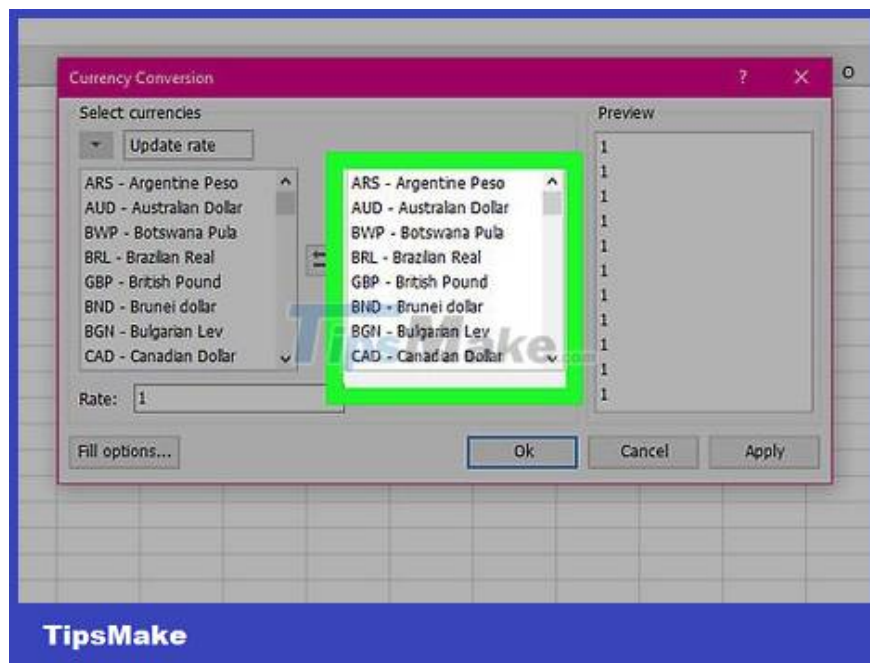 Currency Conversion ? X
O
Select currencies
Update rate
ARS - Argentine Peso
AUD - Australian Dollar
BWP - Botswana Pula
BRL - Brazilian Real
GBP - British Pound
BND - Brunei dollar
BGN - Bulgarian Lev
CAD - Canadian Dollar
ARS - Argentine Peso
AUD - Australian Dollar
BWP - Botswana Pula
BRL - Brazilian Real
GBP - British Pound
BND - Brunei dollar
BGN - Bulgarian Lev
CAD - Canadian Dollar
Preview
1
1
1
1
1
1
1
1
1
1
1
Rate: 1
Fill options...
Ok
Cancel
Apply
TipsMake.com
TipsMake